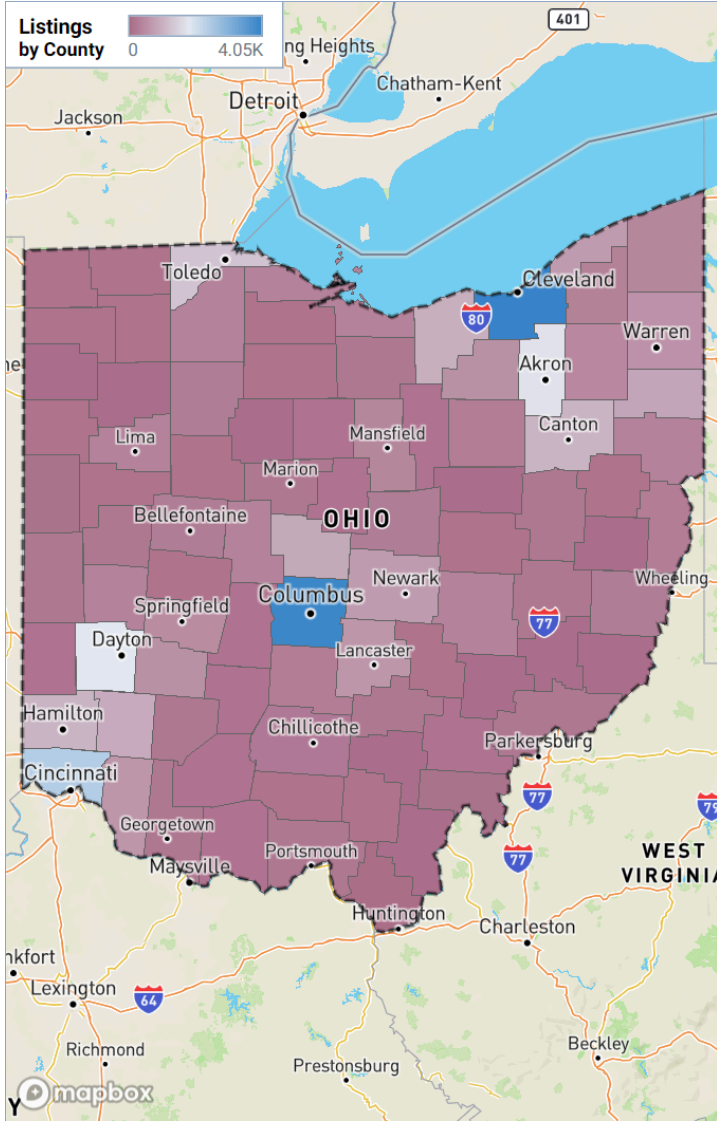 Listings
by County
0
4.05K
401
ng Heights
Chatham-Kent
Detroit
Jackson
Toledo
Cleveland
80
Warren
ne
Akron
Lima
Mansfield
Canton
Marion
Bellefontaine
OHIO
Newark
Wheeling
Columbus
Springfield
77
Dayton
Lancaster
Hamilton
Chillicothe
Parkersburg
Cincinnati
77
79
Georgetown
77
WEST
VIRGINIA
Maysville
Portsmouth
Huntington
Charleston
nkfort
Lexington
64
Richmond
Beckley
Prestonsburg
mapbox
Y